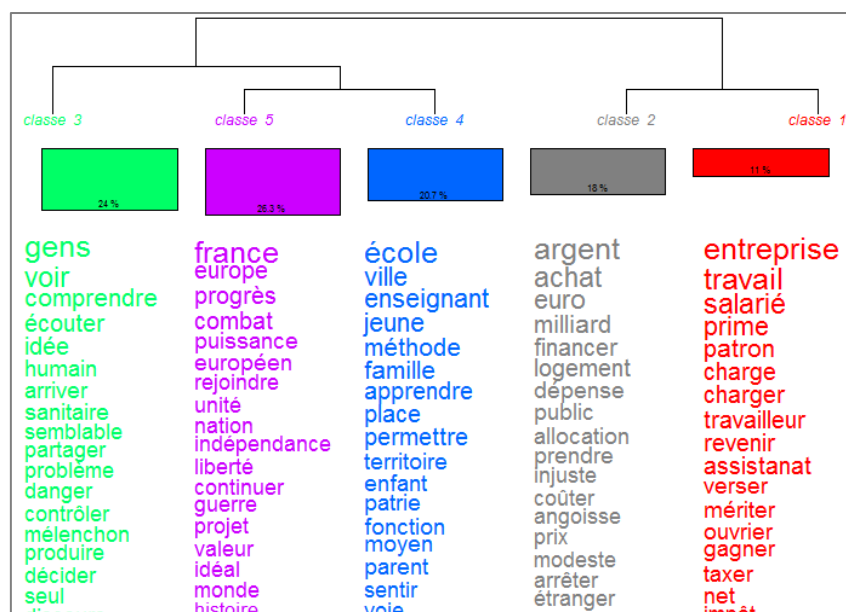 classe 3
classe 5
classe 4
classe 2
classe 1
24 %
26.3 %
20.7 %
18 %
11 %
gens
voir
comprendre
écouter
idée
humain
arriver
sanitaire
semblable
partager
problème
danger
contrôler
mélenchon
produire
décider
seul
france
europe
progrès
combat
puissance
européen
rejoindre
unité
nation
indépendance
liberté
continuer
guerre
projet
valeur
idéal
monde
histoire
école
ville
enseignant
jeune
méthode
famille
apprendre
place
permettre
territoire
enfant
patrie
fonction
moyen
parent
sentir
voie
argent
achat
euro
milliard
financer
logement
dépense
public
allocation
prendre
injuste
coûter
angoisse
prix
modeste
arrêter
étranger
entreprise
travail
salarié
prime
patron
charge
charger
travailleur
revenir
assistanat
verser
mériter
ouvrier
gagner
taxer
net
impôt